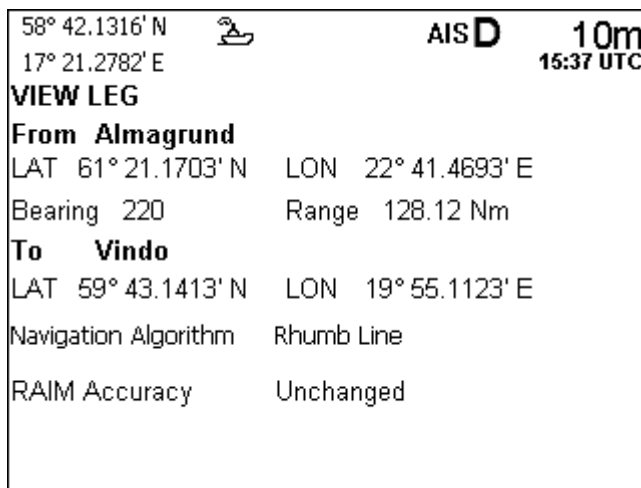 58° 42.1316' N AIS D 10m
17° 21.2782' E 15:37 UTC
VIEW LEG
From Almagrund
LAT 61° 21.1703' N LON 22° 41.4693' E
Bearing 220 Range 128.12 Nm
To Vindo
LAT 59° 43.1413' N LON 19° 55.1123' E
Navigation Algorithm Rhumb Line
RAIM Accuracy Unchanged